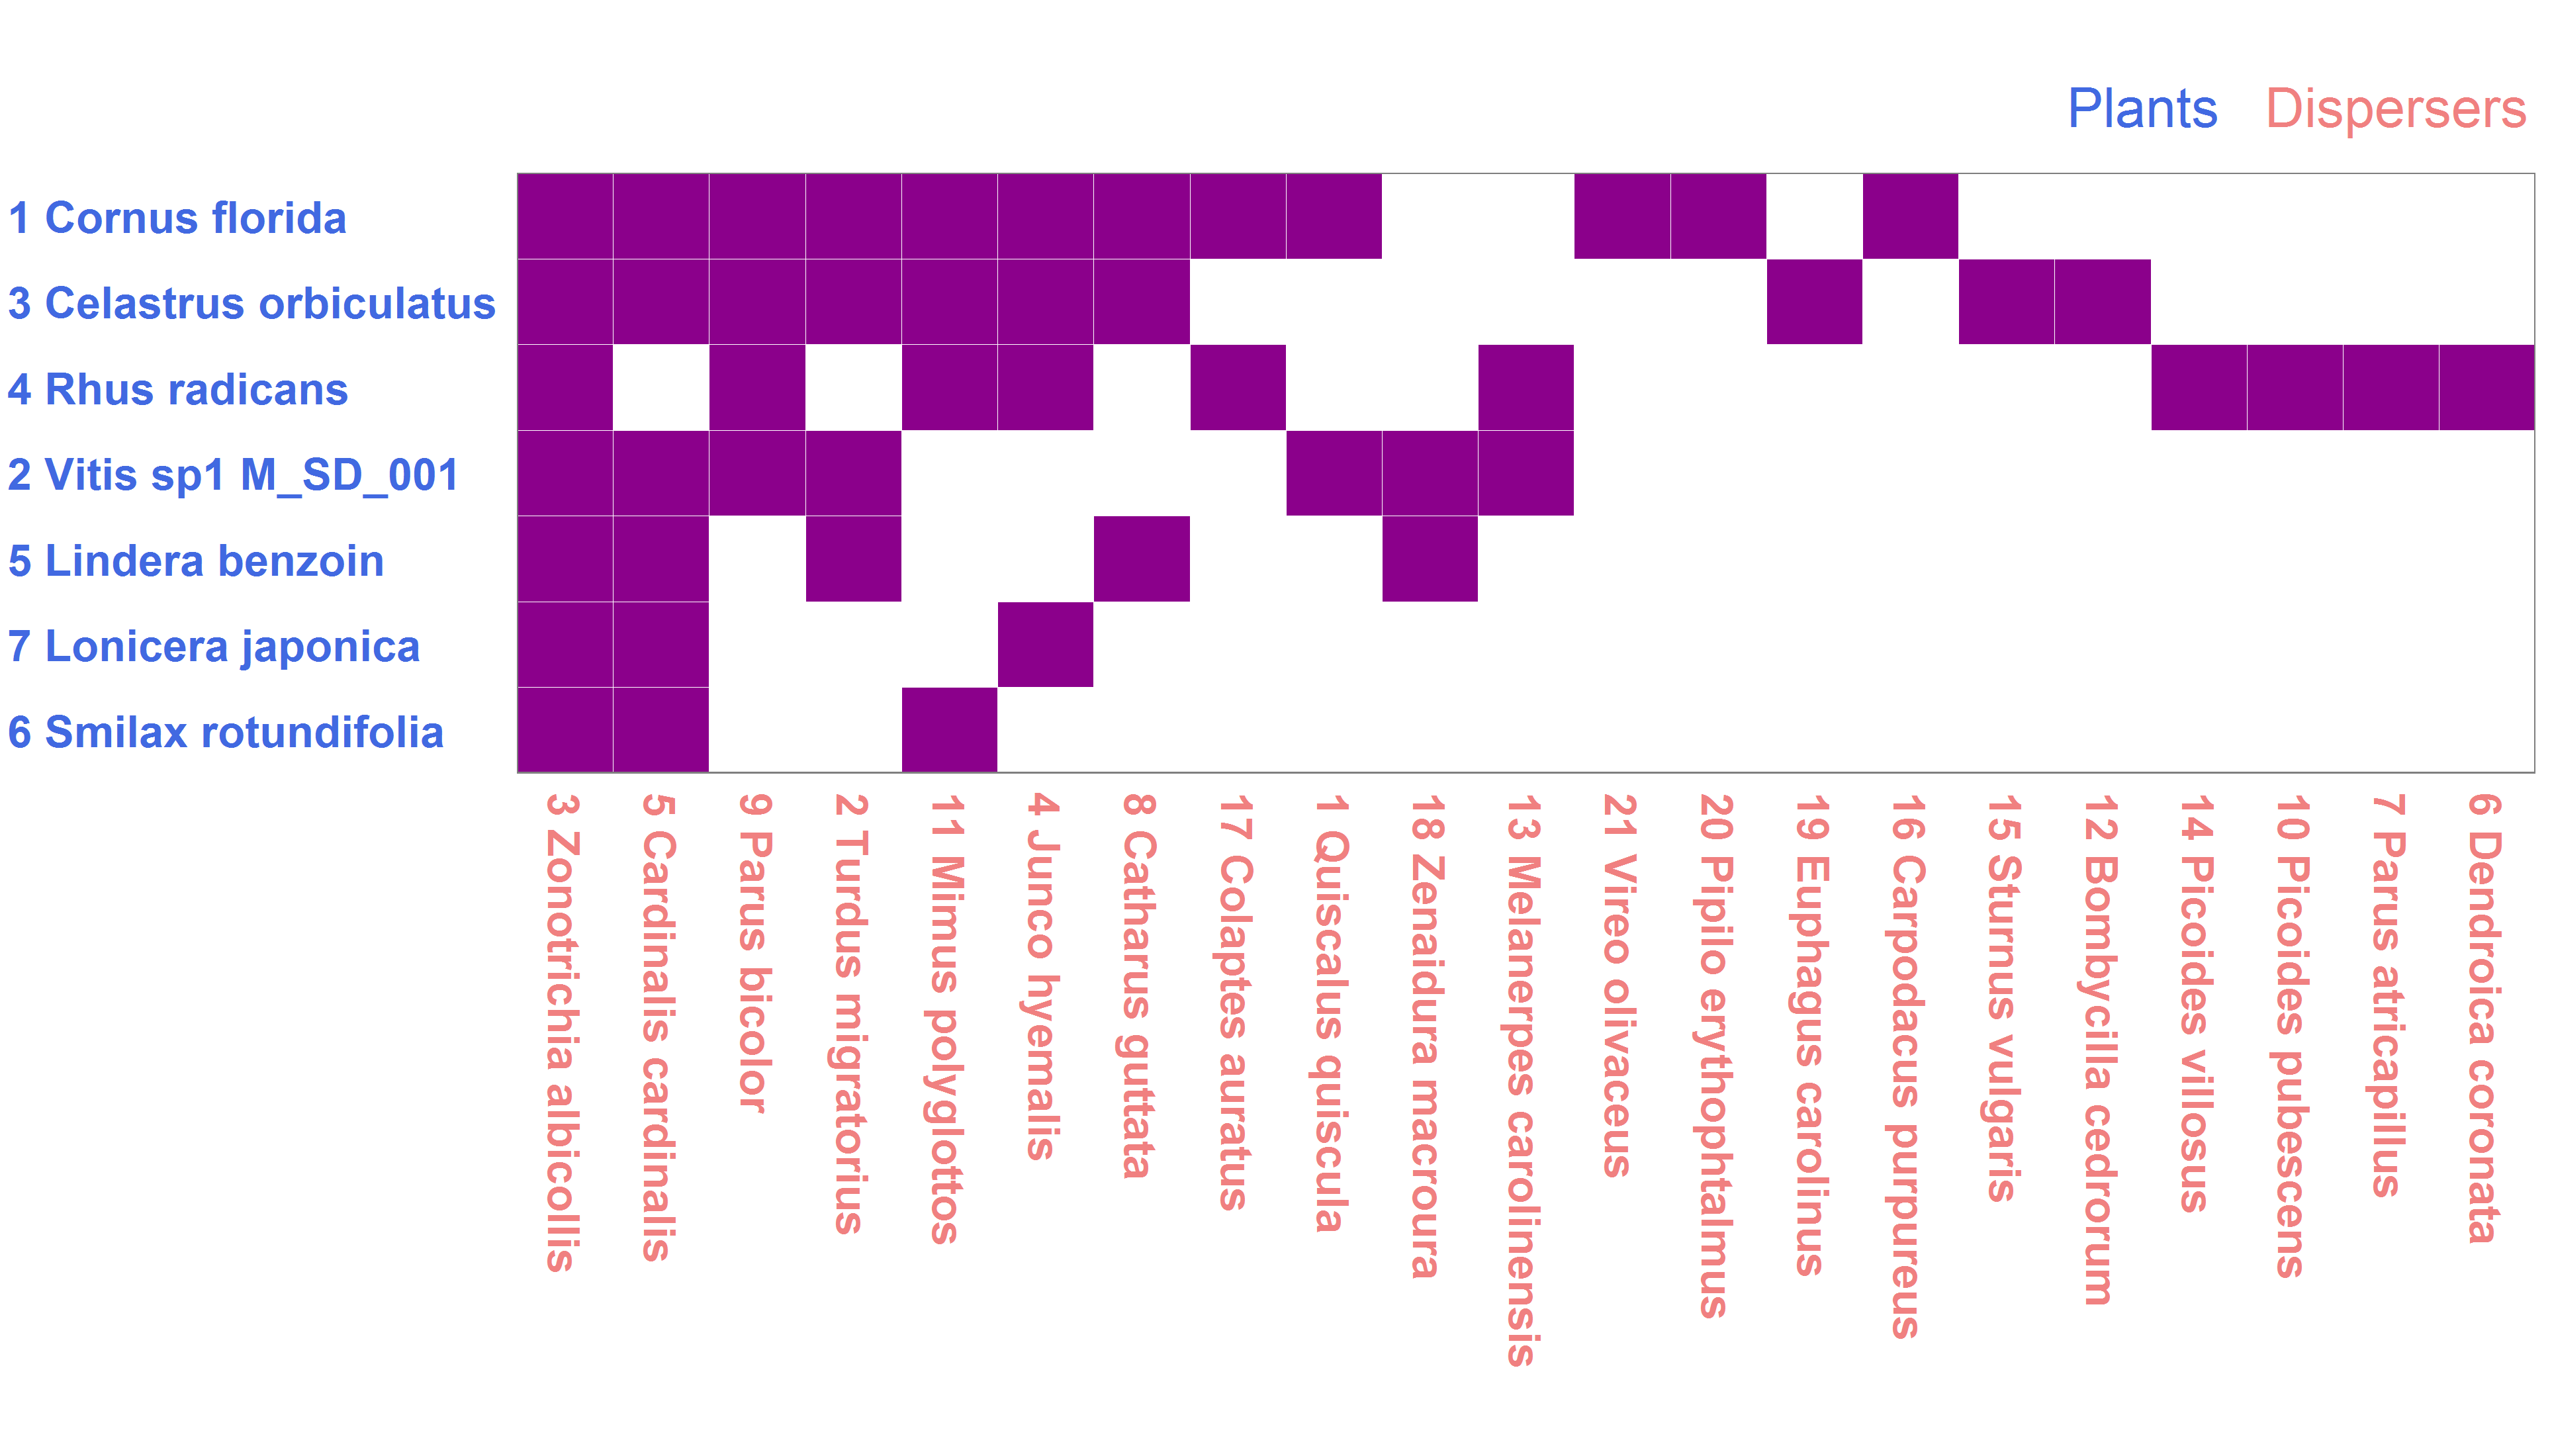 Plants Dispersers
1 Cornus florida
3 Celastrus orbiculatus
4 Rhus radicans
2 Vitis sp1 M_SD_001
5 Lindera benzoin
7 Lonicera japonica
6 Smilax rotundifolia
3 Zonotrichia albicollis
5 Cardinalis cardinalis
9 Parus bicolor
2 Turdus migratorius
11 Mimus polyglottos
4 Junco hyemalis
8 Catharus guttata
17 Colaptes auratus
1 Quiscalus quiscula
18 Zenaidura macroura
13 Melanerpes carolinensis
21 Vireo olivaceus
20 Pipilo erythophtalmus
19 Euphagus carolinus
16 Carpodacus purpureus
15 Sturnus vulgaris
12 Bombycilla cedrorum
14 Picoides villosus
10 Picoides pubescens
7 Parus atricapillus
6 Dendroica coronata